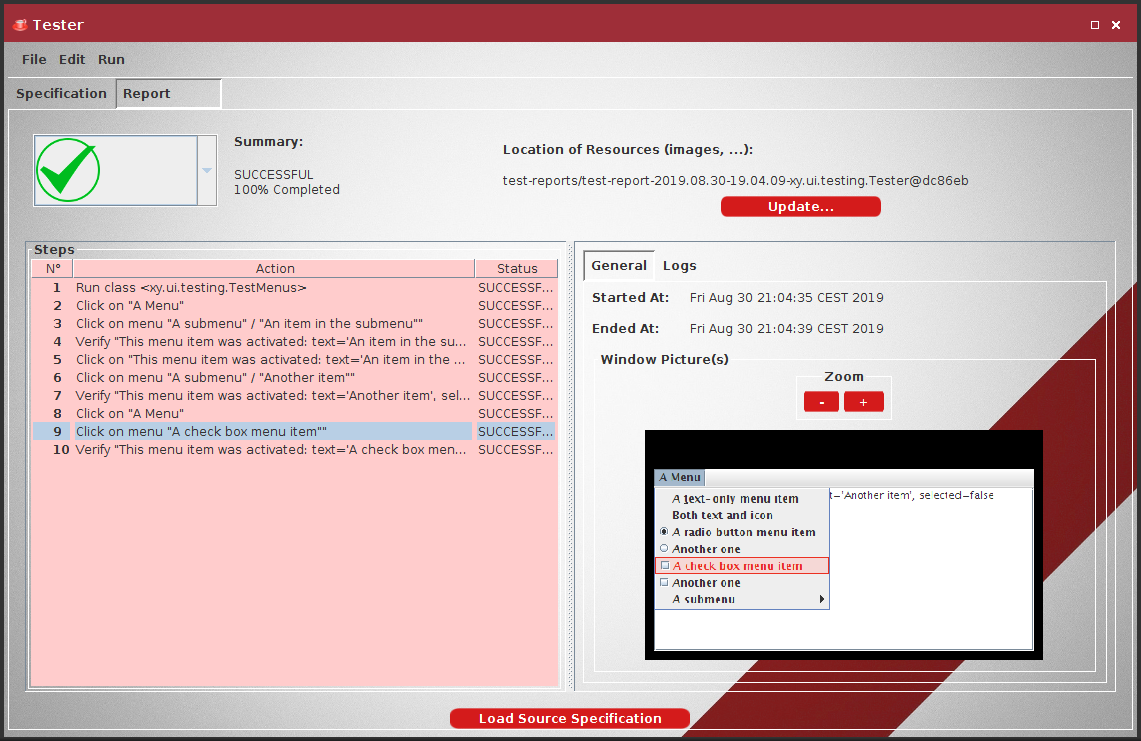 Tester
File Edit Run
Specification Report
Summary:
SUCCESSFUL
100% Completed
Location of Resources (images, ...):
test-reports/test-report-2019.08.30-19.04.09-xy.ui.testing.Tester@dc86eb
Update...
Steps
N° Action Status
1 Run class <xy.ui.testing.TestMenus> SUCCESSF...
2 Click on "A Menu" SUCCESSF...
3 Click on menu "A submenu" / "An item in the submenu"" SUCCESSF...
4 Verify "This menu item was activated: text='An item in the su... SUCCESSF...
5 Click on "This menu item was activated: text='An item in the ... SUCCESSF...
6 Click on menu "A submenu" / "Another item"" SUCCESSF...
7 Verify "This menu item was activated: text='Another item', sel... SUCCESSF...
8 Click on "A Menu" SUCCESSF...
9 Click on menu "A check box menu item"" SUCCESSF...
10 Verify "This menu item was activated: text='A check box men... SUCCESSF...
General Logs
Started At: Fri Aug 30 21:04:35 CEST 2019
Ended At: Fri Aug 30 21:04:39 CEST 2019
Window Picture(s)
Zoom
- +
A Menu
A text-only menu item t='Another item', selected=false
Both text and icon
A radio button menu item
Another one
A check box menu item
Another one
A submenu
Load Source Specification